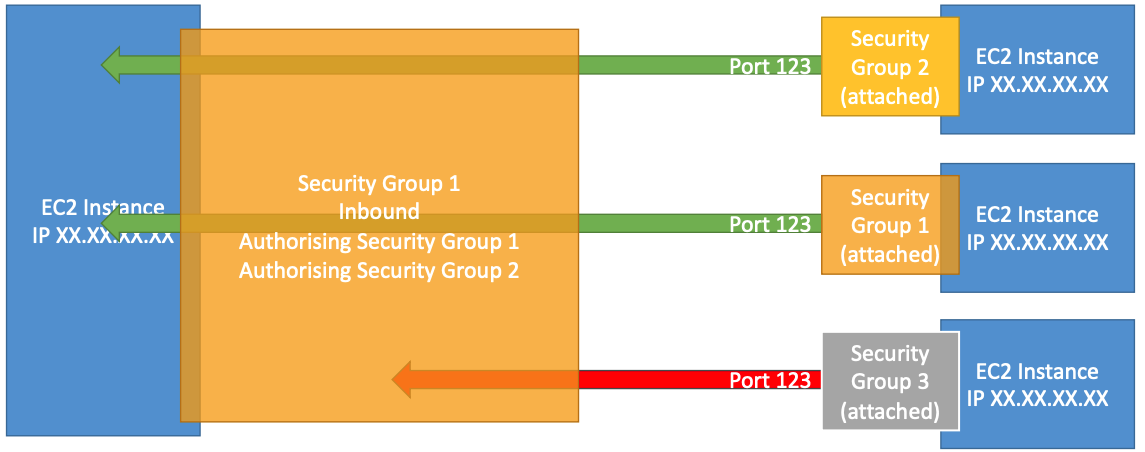 EC2 Instance
IP XX.XX.XX.XX
Security Group 1
Inbound
Authorising Security Group 1
Authorising Security Group 2
Port 123
Security
Group 2
(attached)
EC2 Instance
IP XX.XX.XX.XX
Port 123
Security
Group 1
(attached)
EC2 Instance
IP XX.XX.XX.XX
Port 123
Security
Group 3
(attached)
EC2 Instance
IP XX.XX.XX.XX